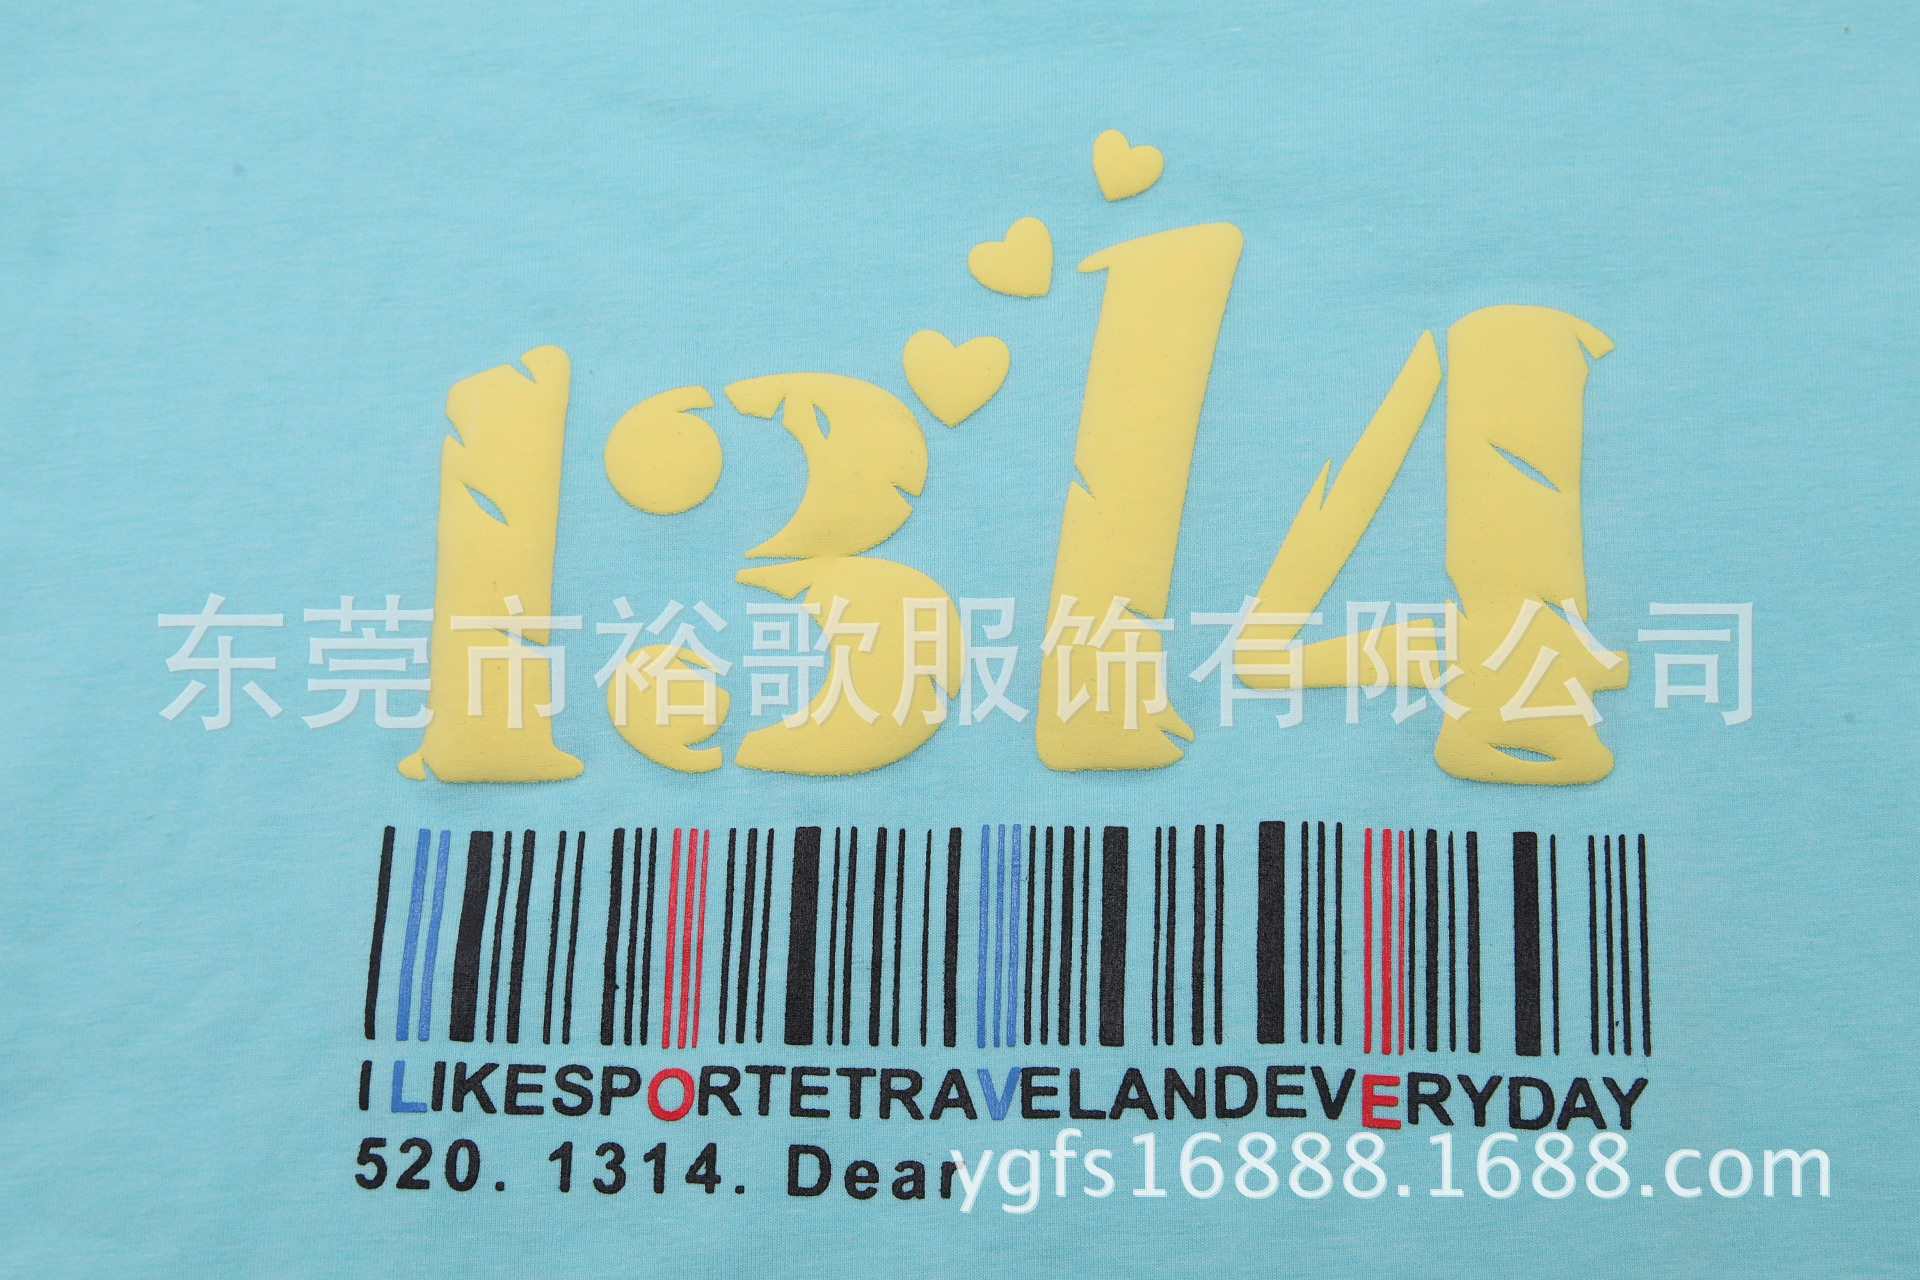 1314
东莞市裕歌服饰有限公司
I LIKESPORTETRAVELANDEVERYDAY
520. 1314. Dear
ygfs16888.1688.com